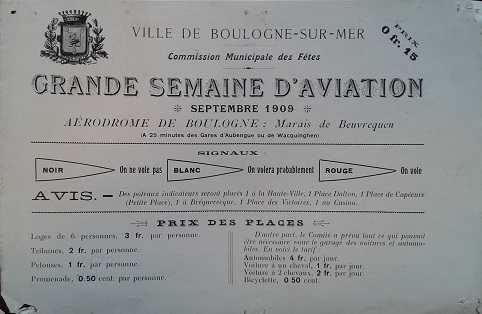 VILLE DE BOULOGNE-SUR-MER
PRIX
0 fr. 15
Commission Municipale des Fêtes
GRANDE SEMAINE D'AVIATION
SEPTEMBRE 1909
AÉRODROME DE BOULOGNE : Marais de Beuvrequen
(A 25 minutes des Gares d'Aubengue ou de Wacquinghen)
SIGNAUX :
NOIR On ne vole pas BLANC On volera probablement ROUGE On vole
AVIS. — Des poteaux indicateurs seront placés 1 à la Haute-Ville, 1 Place Dalton, 1 Place de Capécure
(Petite Place), 1 à Bréquerecque, 1 Place des Victoires, 1 au Casino.
PRIX DES PLACES
Loges de 6 personnes, 3 fr. par personne.
Tribunes, 2 fr. par personne.
Pelouses, 1 fr. par personne.
Promenade, 0.50 cent. par personne.
D'autre part, le Comité a prévu tout ce qui pouvait
être nécessaire pour le garage des voitures et automo-
biles. En voici le tarif :
Automobiles 4 fr. par jour.
Voiture à un cheval, 1 fr. par jour.
Voiture à 2 chevaux, 2 fr. par jour.
Bicyclette, 0.50 cent.